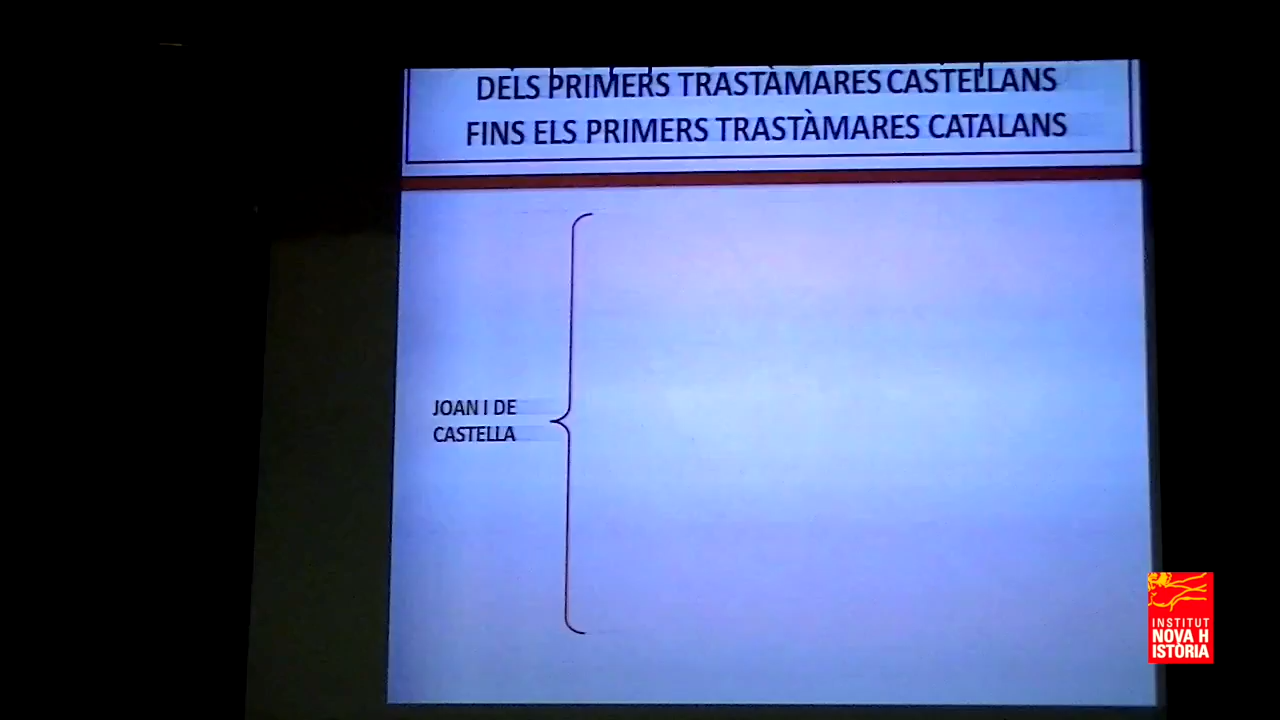 DELS PRIMERS TRASTÀMARES CASTELLANS
FINS ELS PRIMERS TRASTÀMARES CATALANS
JOAN I DE
CASTELLA
INSTITUT
NOVA H
ISTÒRIA